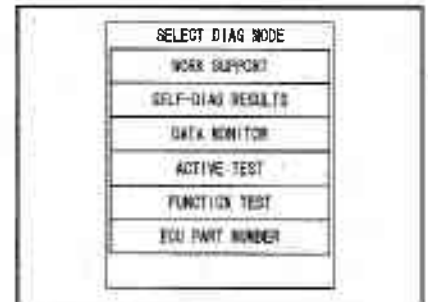 SELECT DIAG MODE
WORK SUPPORT
SELF-DIAG RESULTS
DATA MONITOR
ACTIVE TEST
FUNCTION TEST
ECU PART NUMBER